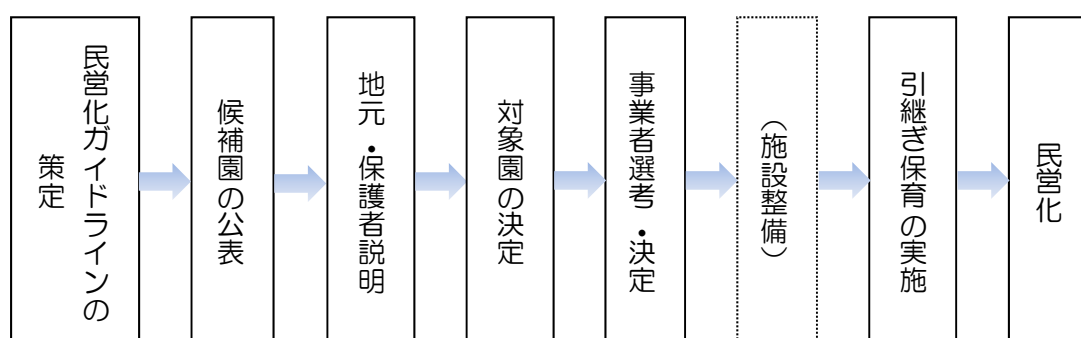 民営化ガイドラインの
策定
候補園の公表
地元・保護者説明
対象園の決定
事業者選考・決定
（施設整備）
引継ぎ保育の実施
民営化